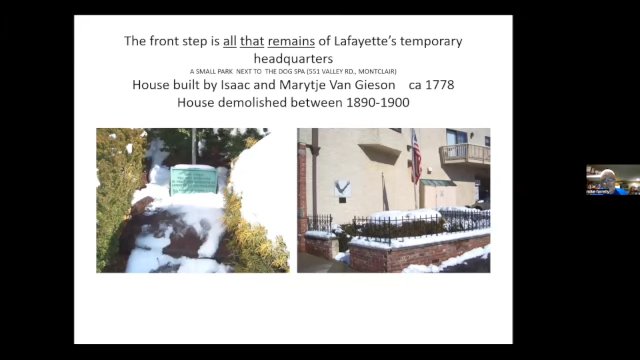 The front step is all that remains of Lafayette's temporary
headquarters
A SMALL PARK NEXT TO THE DOG SPA (551 VALLEY RD., MONTCLAIR)
House built by Isaac and Marytje Van Gieson ca 1778
House demolished between 1890-1900